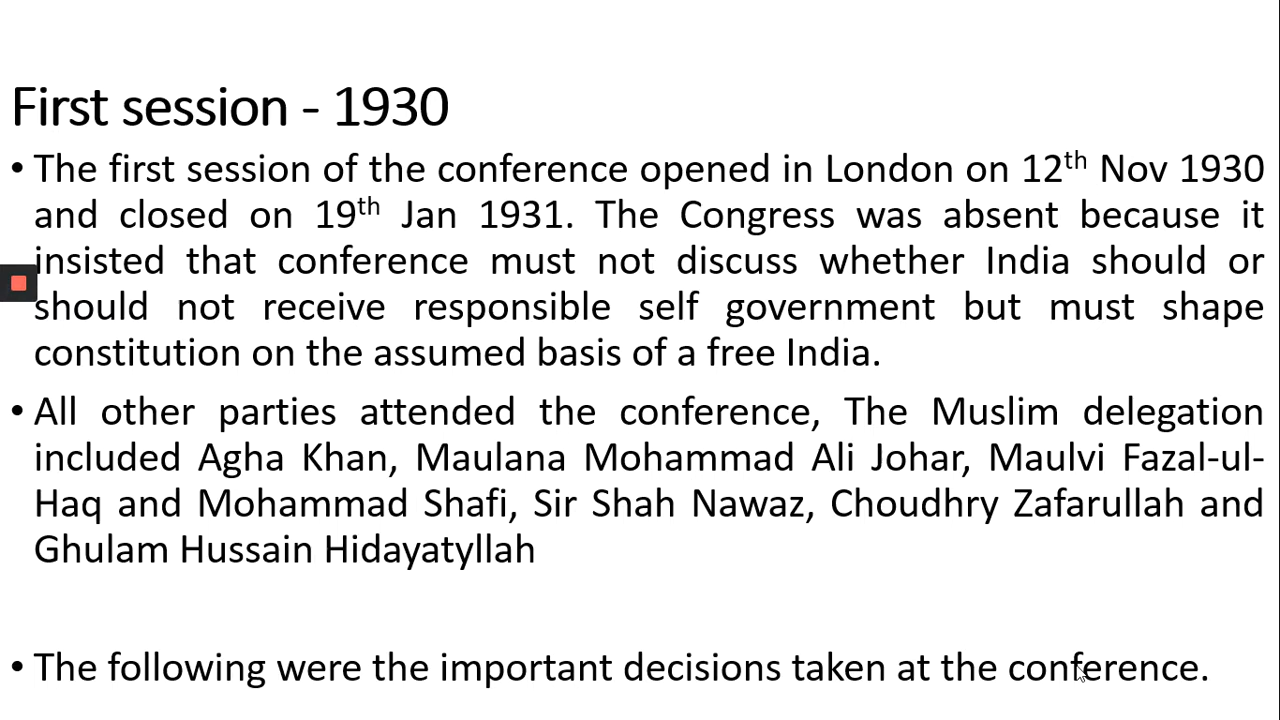 First session - 1930
• The first session of the conference opened in London on 12th Nov 1930
and closed on 19th Jan 1931. The Congress was absent because it
insisted that conference must not discuss whether India should or
should not receive responsible self government but must shape
constitution on the assumed basis of a free India.
• All other parties attended the conference, The Muslim delegation
included Agha Khan, Maulana Mohammad Ali Johar, Maulvi Fazal-ul-
Haq and Mohammad Shafi, Sir Shah Nawaz, Choudhry Zafarullah and
Ghulam Hussain Hidayatyllah
• The following were the important decisions taken at the conference.